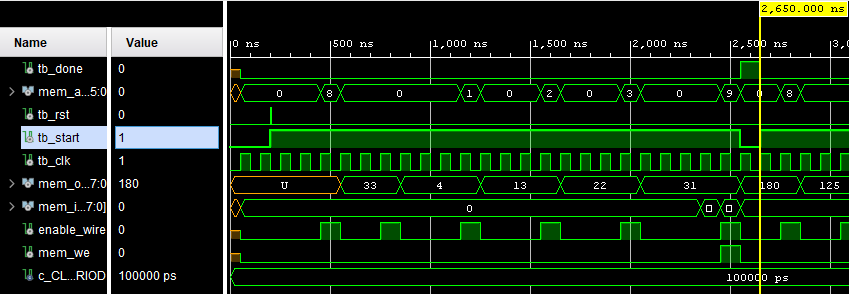 2,650.000 ns
Name Value
0 ns 500 ns 1,000 ns 1,500 ns 2,000 ns 2,500 ns 3,0
tb_done 0
mem_a...5:0 0 0 8 0 1 0 2 0 3 0 9 0 8
tb_rst 0
tb_start 1
tb_clk 1
mem_o...7:0 180 U 33 4 13 22 31 180 125
mem_i...7:0] 0 0
enable_wire 0
mem_we 0
c_CL...RIOD 100000 ps 100000 ps